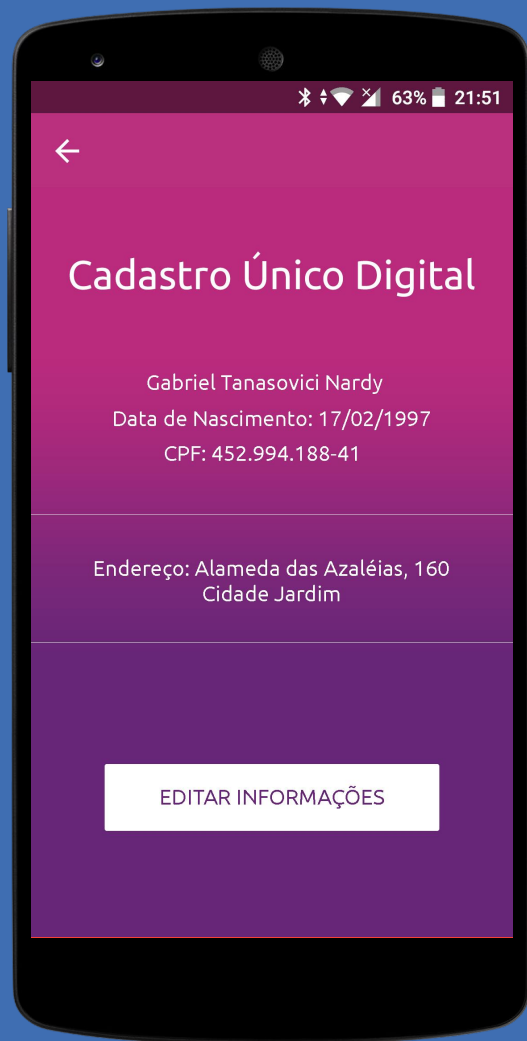 63% 21:51
Cadastro Único Digital
Gabriel Tanasovici Nardy
Data de Nascimento: 17/02/1997
CPF: 452.994.188-41
Endereço: Alameda das Azaléias, 160
Cidade Jardim
EDITAR INFORMAÇÕES